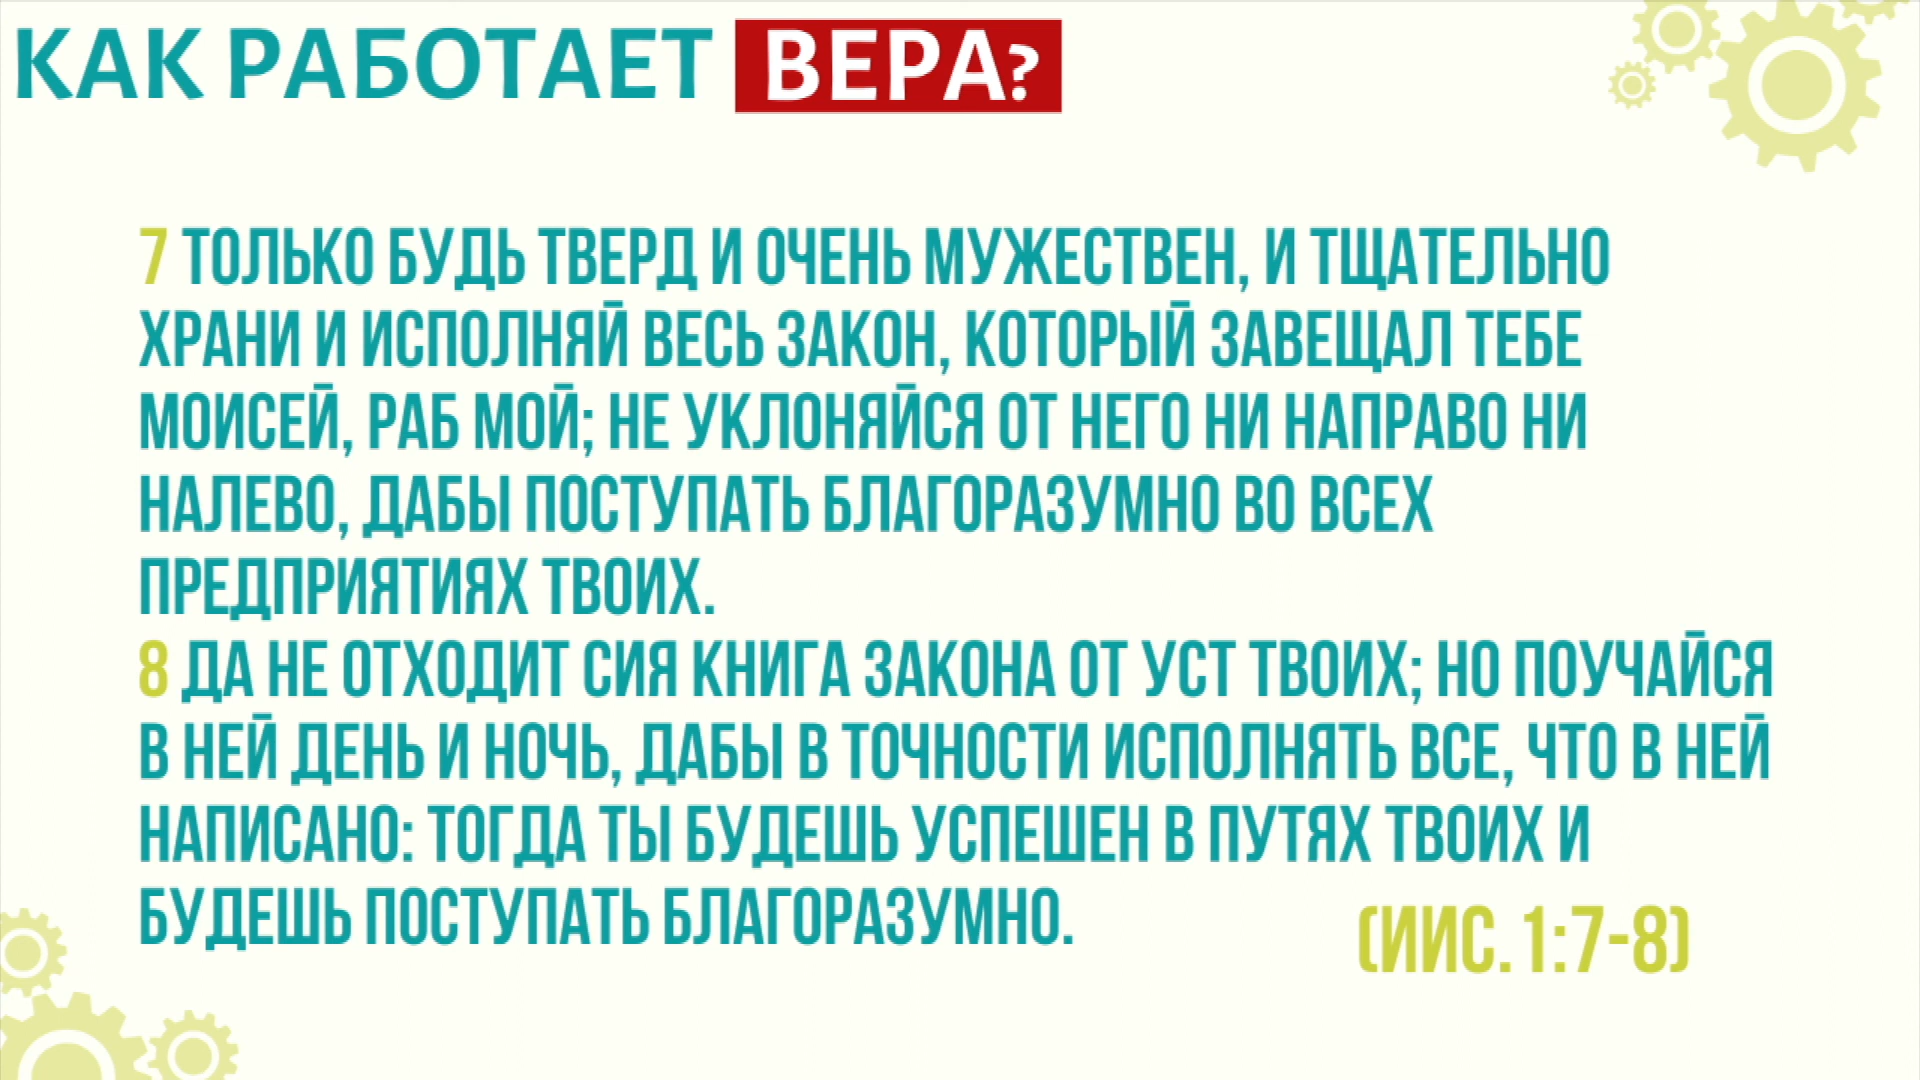 КАК РАБОТАЕТ ВЕРА?
7 ТОЛЬКО БУДЬ ТВЕРД И ОЧЕНЬ МУЖЕСТВЕН, И ТЩАТЕЛЬНО
ХРАНИ И ИСПОЛНЯЙ ВЕСЬ ЗАКОН, КОТОРЫЙ ЗАВЕЩАЛ ТЕБЕ
МОИСЕЙ, РАБ МОЙ; НЕ УКЛОНЯЙСЯ ОТ НЕГО НИ НАПРАВО НИ
НАЛЕВО, ДАБЫ ПОСТУПАТЬ БЛАГОРАЗУМНО ВО ВСЕХ
ПРЕДПРИЯТИЯХ ТВОИХ.
8 ДА НЕ ОТХОДИТ СИЯ КНИГА ЗАКОНА ОТ УСТ ТВОИХ; НО ПОУЧАЙСЯ
В НЕЙ ДЕНЬ И НОЧЬ, ДАБЫ В ТОЧНОСТИ ИСПОЛНЯТЬ ВСЕ, ЧТО В НЕЙ
НАПИСАНО: ТОГДА ТЫ БУДЕШЬ УСПЕШЕН В ПУТЯХ ТВОИХ И
БУДЕШЬ ПОСТУПАТЬ БЛАГОРАЗУМНО.
(ИИС. 1:7-8)